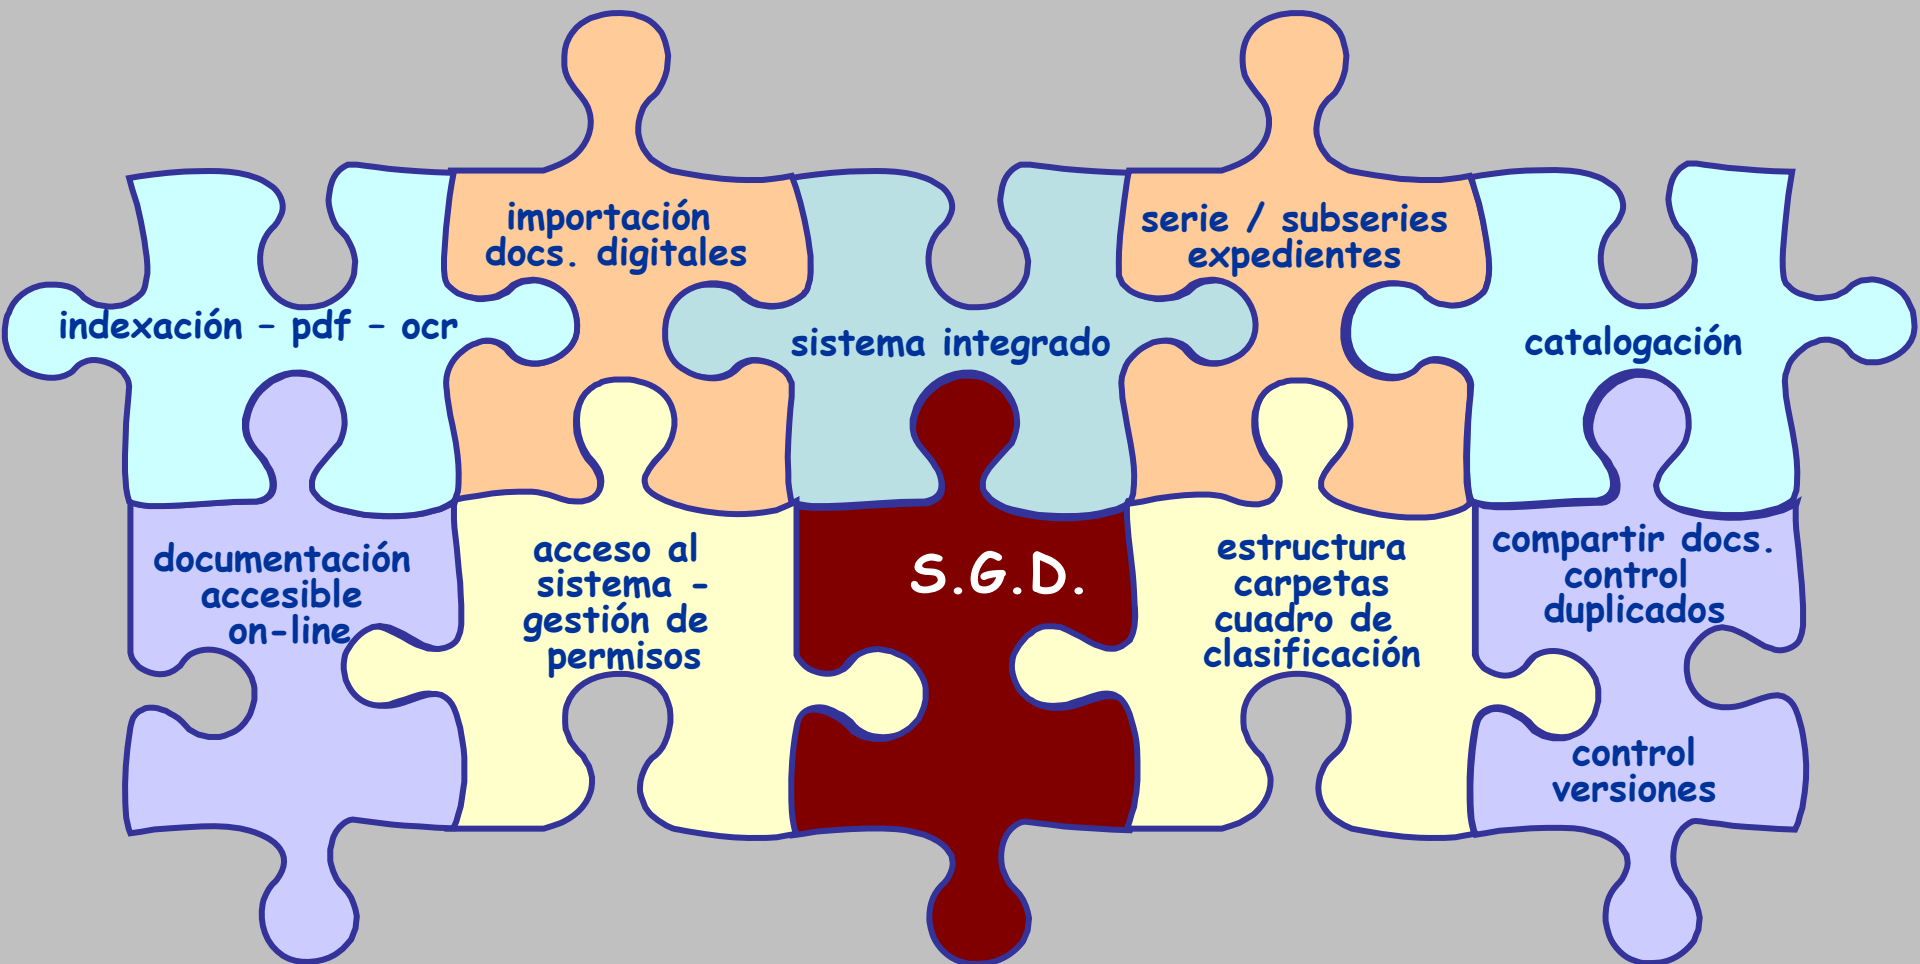 importación
docs. digitales
serie / subseries
expedientes
indexación - pdf - ocr
sistema integrado
catalogación
documentación
accesible
on-line
acceso al
sistema -
gestión de
permisos
S.G.D.
estructura
carpetas
cuadro de
clasificación
compartir docs.
control
duplicados
control
versiones